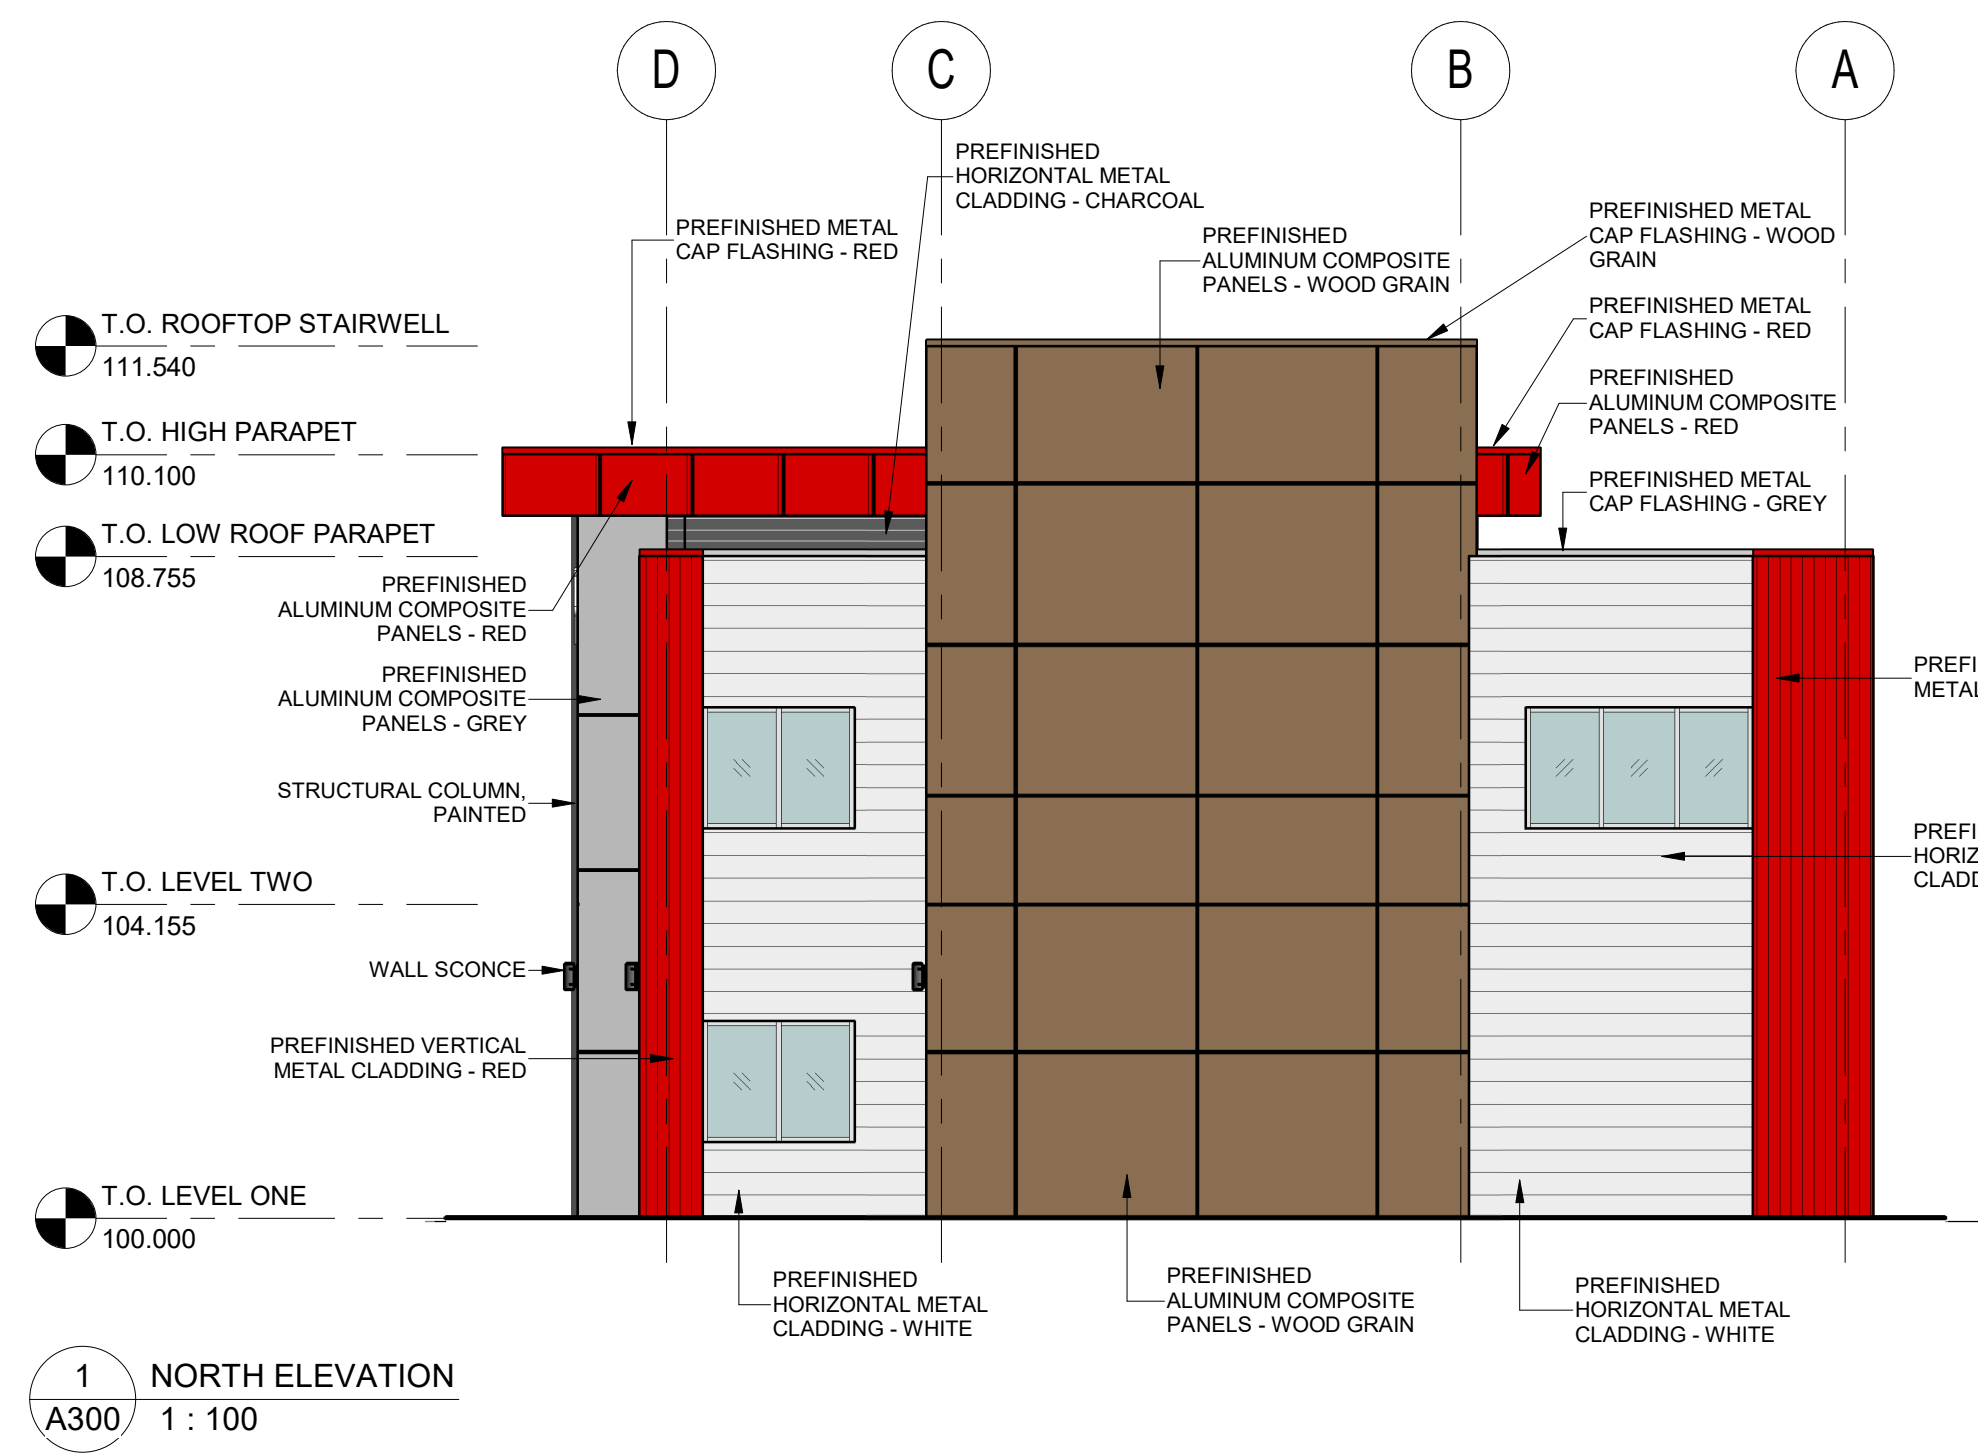 D
C
B
A
PREFINISHED
HORIZONTAL METAL
CLADDING - CHARCOAL
PREFINISHED METAL
CAP FLASHING - RED
PREFINISHED
ALUMINUM COMPOSITE
PANELS - WOOD GRAIN
PREFINISHED METAL
CAP FLASHING - WOOD
GRAIN
PREFINISHED METAL
CAP FLASHING - RED
PREFINISHED
ALUMINUM COMPOSITE
PANELS - RED
PREFINISHED METAL
CAP FLASHING - GREY
T.O. ROOFTOP STAIRWELL
111.540
T.O. HIGH PARAPET
110.100
T.O. LOW ROOF PARAPET
108.755
PREFINISHED
ALUMINUM COMPOSITE
PANELS - RED
PREFINISHED
ALUMINUM COMPOSITE
PANELS - GREY
STRUCTURAL COLUMN,
PAINTED
T.O. LEVEL TWO
104.155
WALL SCONCE
PREFINISHED VERTICAL
METAL CLADDING - RED
T.O. LEVEL ONE
100.000
PREFI
METAL
PREFI
HORIZ
CLADD
PREFINISHED
HORIZONTAL METAL
CLADDING - WHITE
PREFINISHED
ALUMINUM COMPOSITE
PANELS - WOOD GRAIN
PREFINISHED
HORIZONTAL METAL
CLADDING - WHITE
1 NORTH ELEVATION
A300 1 : 100